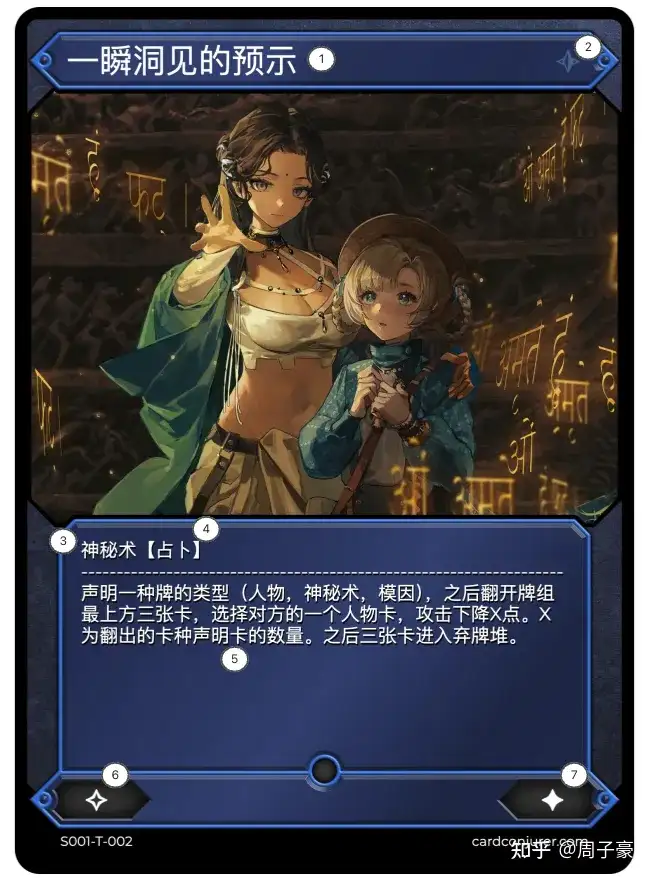 一瞬洞见的预示
1
2
फट्
अमृतं
अमृतं
ओं
ओं
अमृतं
3
4
神秘术【占卜】
声明一种牌的类型（人物，神秘术，模因），之后翻开牌组
最上方三张卡，选择对方的一个人物卡，攻击下降X点。X
为翻出的卡种声明卡的数量。之后三张卡进入弃牌堆。
5
6
7
S001-T-002
cardconjurer.com
知乎 @周子豪